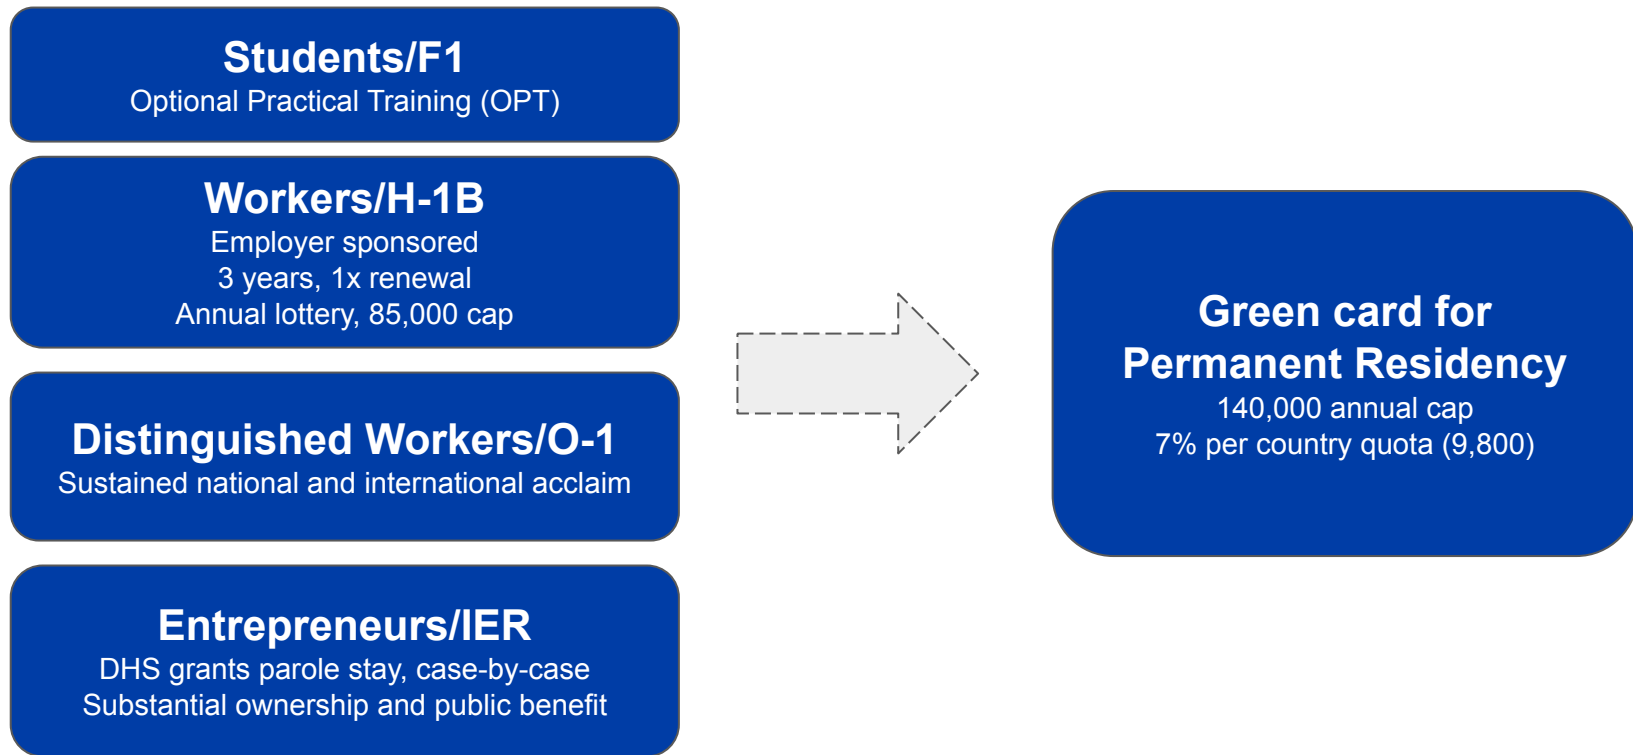 Students/F1
Optional Practical Training (OPT)
Workers/H-1B
Employer sponsored
3 years, 1x renewal
Annual lottery, 85,000 cap
Distinguished Workers/O-1
Sustained national and international acclaim
Entrepreneurs/IER
DHS grants parole stay, case-by-case
Substantial ownership and public benefit
Green card for
Permanent Residency
140,000 annual cap
7% per country quota (9,800)